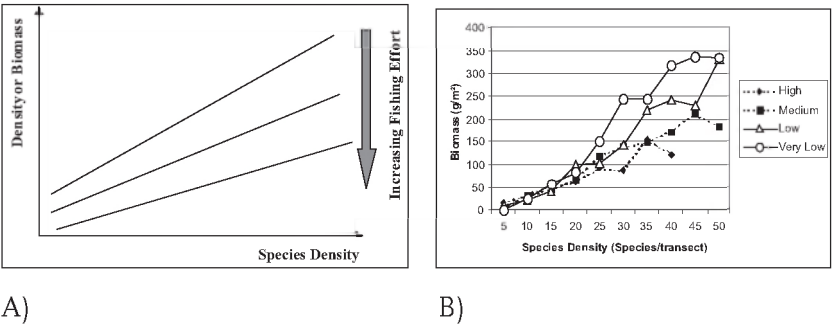 Density or Biomass
Increasing Fishing Effort
Species Density
A)
400
350
300
250
200
150
100
50
0
Biomass (g/m²)
5 10 15 20 25 30 35 40 45 50
Species Density (Species/transect)
High
Medium
Low
Very Low
B)